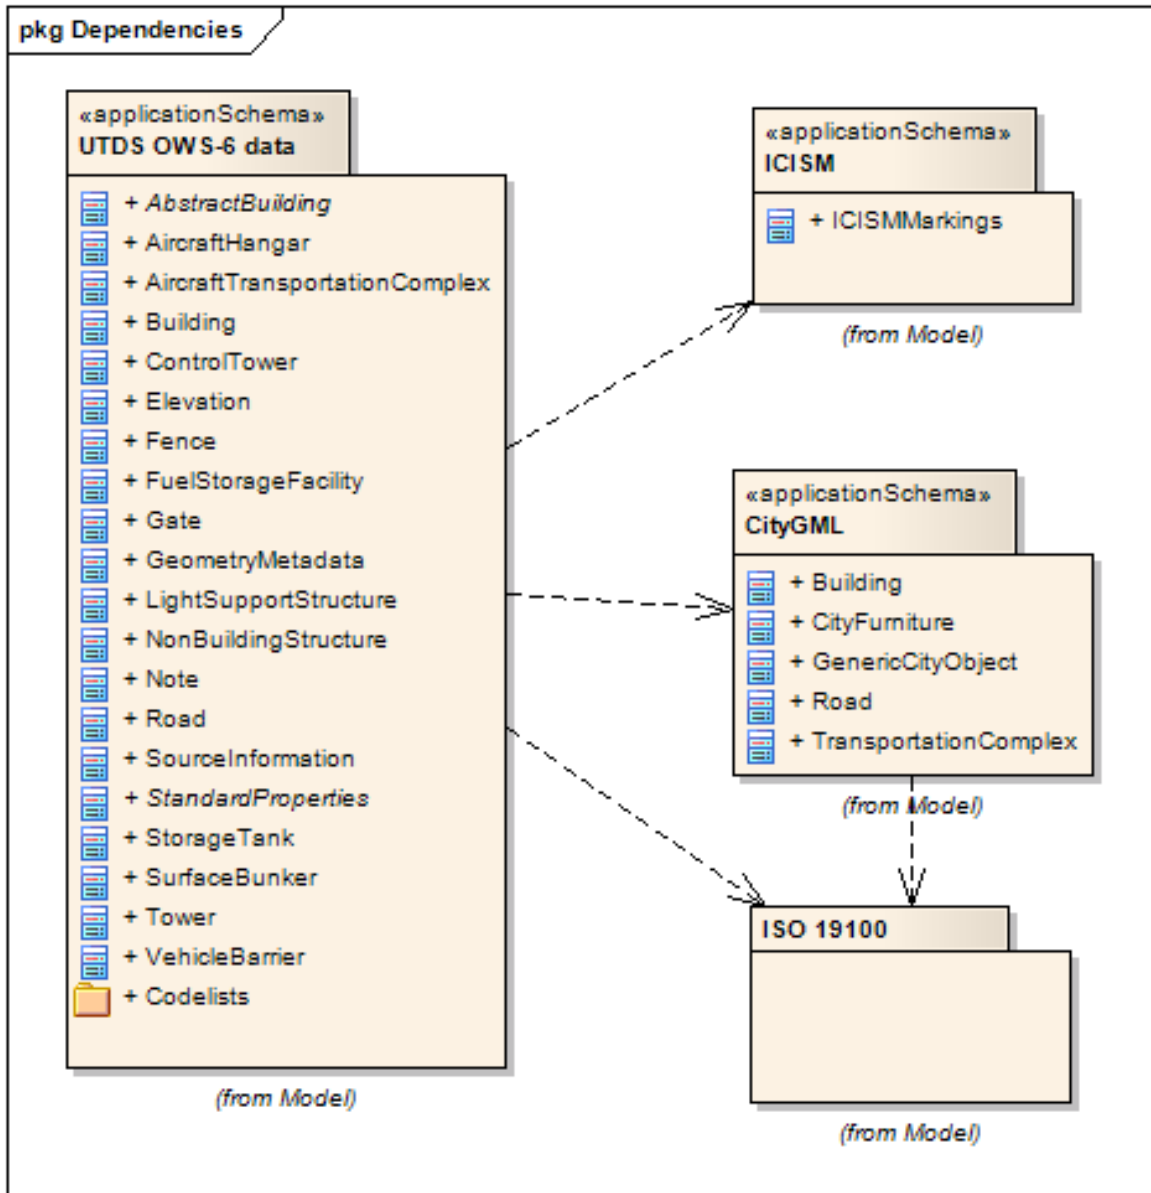 pkg Dependencies
«applicationSchema»
UTDS OWS-6 data
+ AbstractBuilding
+ AircraftHangar
+ AircraftTransportationComplex
+ Building
+ ControlTower
+ Elevation
+ Fence
+ FuelStorageFacility
+ Gate
+ GeometryMetadata
+ LightSupportStructure
+ NonBuildingStructure
+ Note
+ Road
+ SourceInformation
+ StandardProperties
+ StorageTank
+ SurfaceBunker
+ Tower
+ VehicleBarrier
+ Codelists
(from Model)
«applicationSchema»
ICISM
+ ICISMMarkings
(from Model)
«applicationSchema»
CityGML
+ Building
+ CityFurniture
+ GenericCityObject
+ Road
+ TransportationComplex
(from Model)
ISO 19100
(from Model)